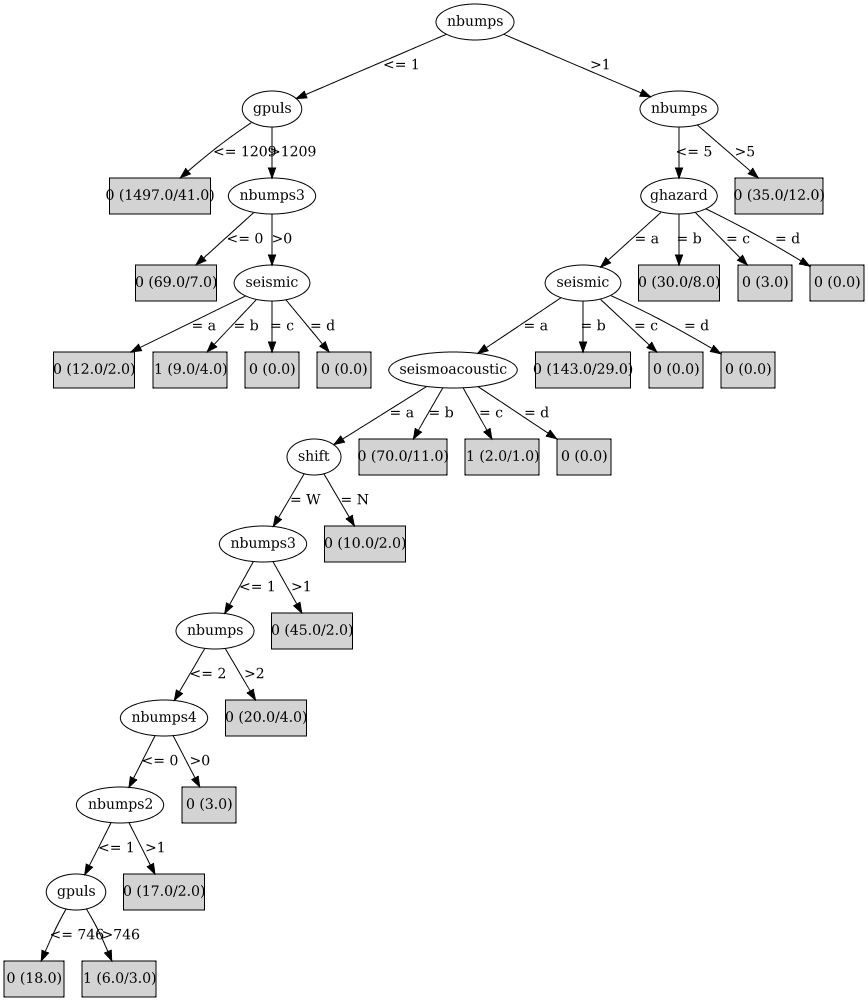 nbumps
<= 1
>1
gpuls
nbumps
<= 1209
>1209
<= 5
>5
0 (1497.0/41.0)
nbumps3
ghazard
0 (35.0/12.0)
<= 0
>0
= a
= b
= c
= d
0 (69.0/7.0)
seismic
seismic
0 (30.0/8.0)
0 (3.0)
0 (0.0)
= a
= b
= c
= d
= a
= b
= c
= d
0 (12.0/2.0)
1 (9.0/4.0)
0 (0.0)
0 (0.0)
seismoacoustic
0 (143.0/29.0)
0 (0.0)
0 (0.0)
= a
= b
= c
= d
shift
0 (70.0/11.0)
1 (2.0/1.0)
0 (0.0)
= W
= N
nbumps3
0 (10.0/2.0)
<= 1
>1
nbumps
0 (45.0/2.0)
<= 2
>2
nbumps4
0 (20.0/4.0)
<= 0
>0
nbumps2
0 (3.0)
<= 1
>1
gpuls
0 (17.0/2.0)
<= 746
>746
0 (18.0)
1 (6.0/3.0)